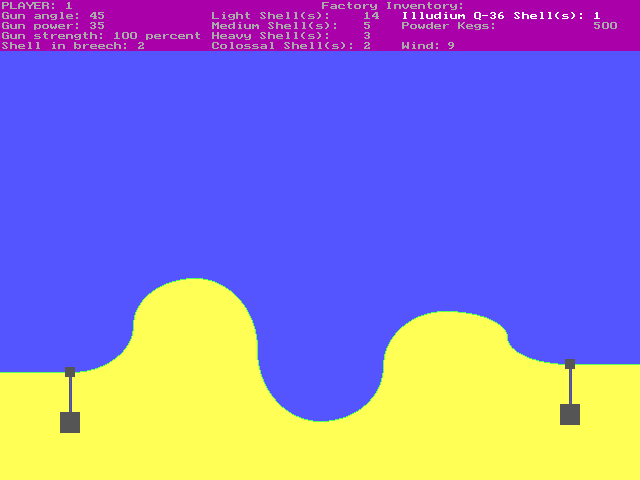 PLAYER: 1 Factory Inventory:
Gun angle: 45 Light Shell(s): 14 Illudium Q-36 Shell(s): 1
Gun power: 35 Medium Shell(s): 5 Powder Kegs: 500
Gun strength: 100 percent Heavy Shell(s): 3
Shell in breech: 2 Colossal Shell(s): 2 Wind: 9